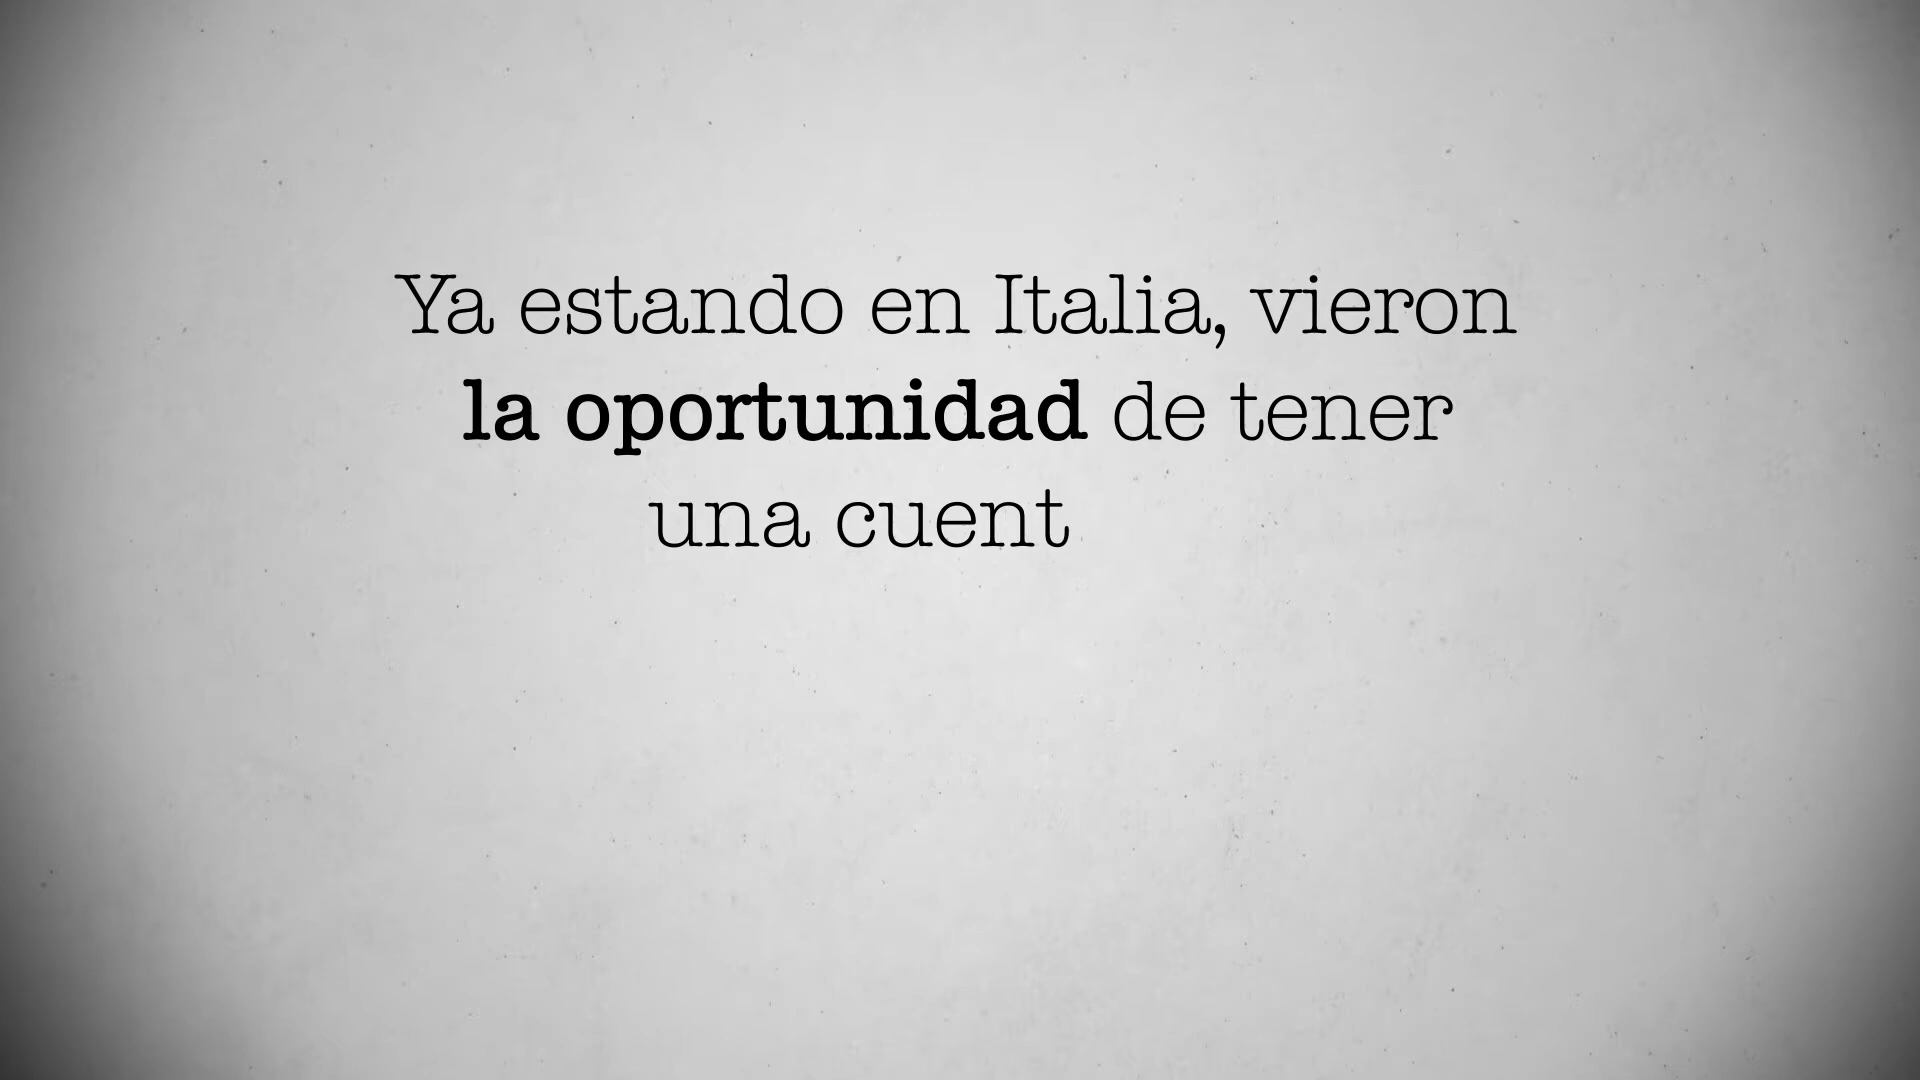 Ya estando en Italia, vieron
la oportunidad de tener
una cuent